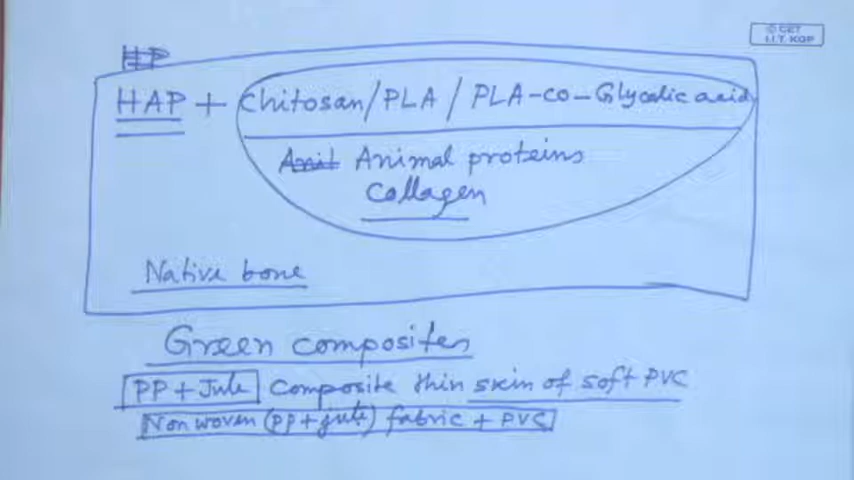 © CET
I.I.T. KGP
HP
HAP + Chitosan/PLA / PLA-co-Glycolic acid
Anil Animal proteins
Collagen
Native bone
Green composites
PP + Jute Composite thin skin of soft PVC
Non woven (PP + jute) fabric + PVC